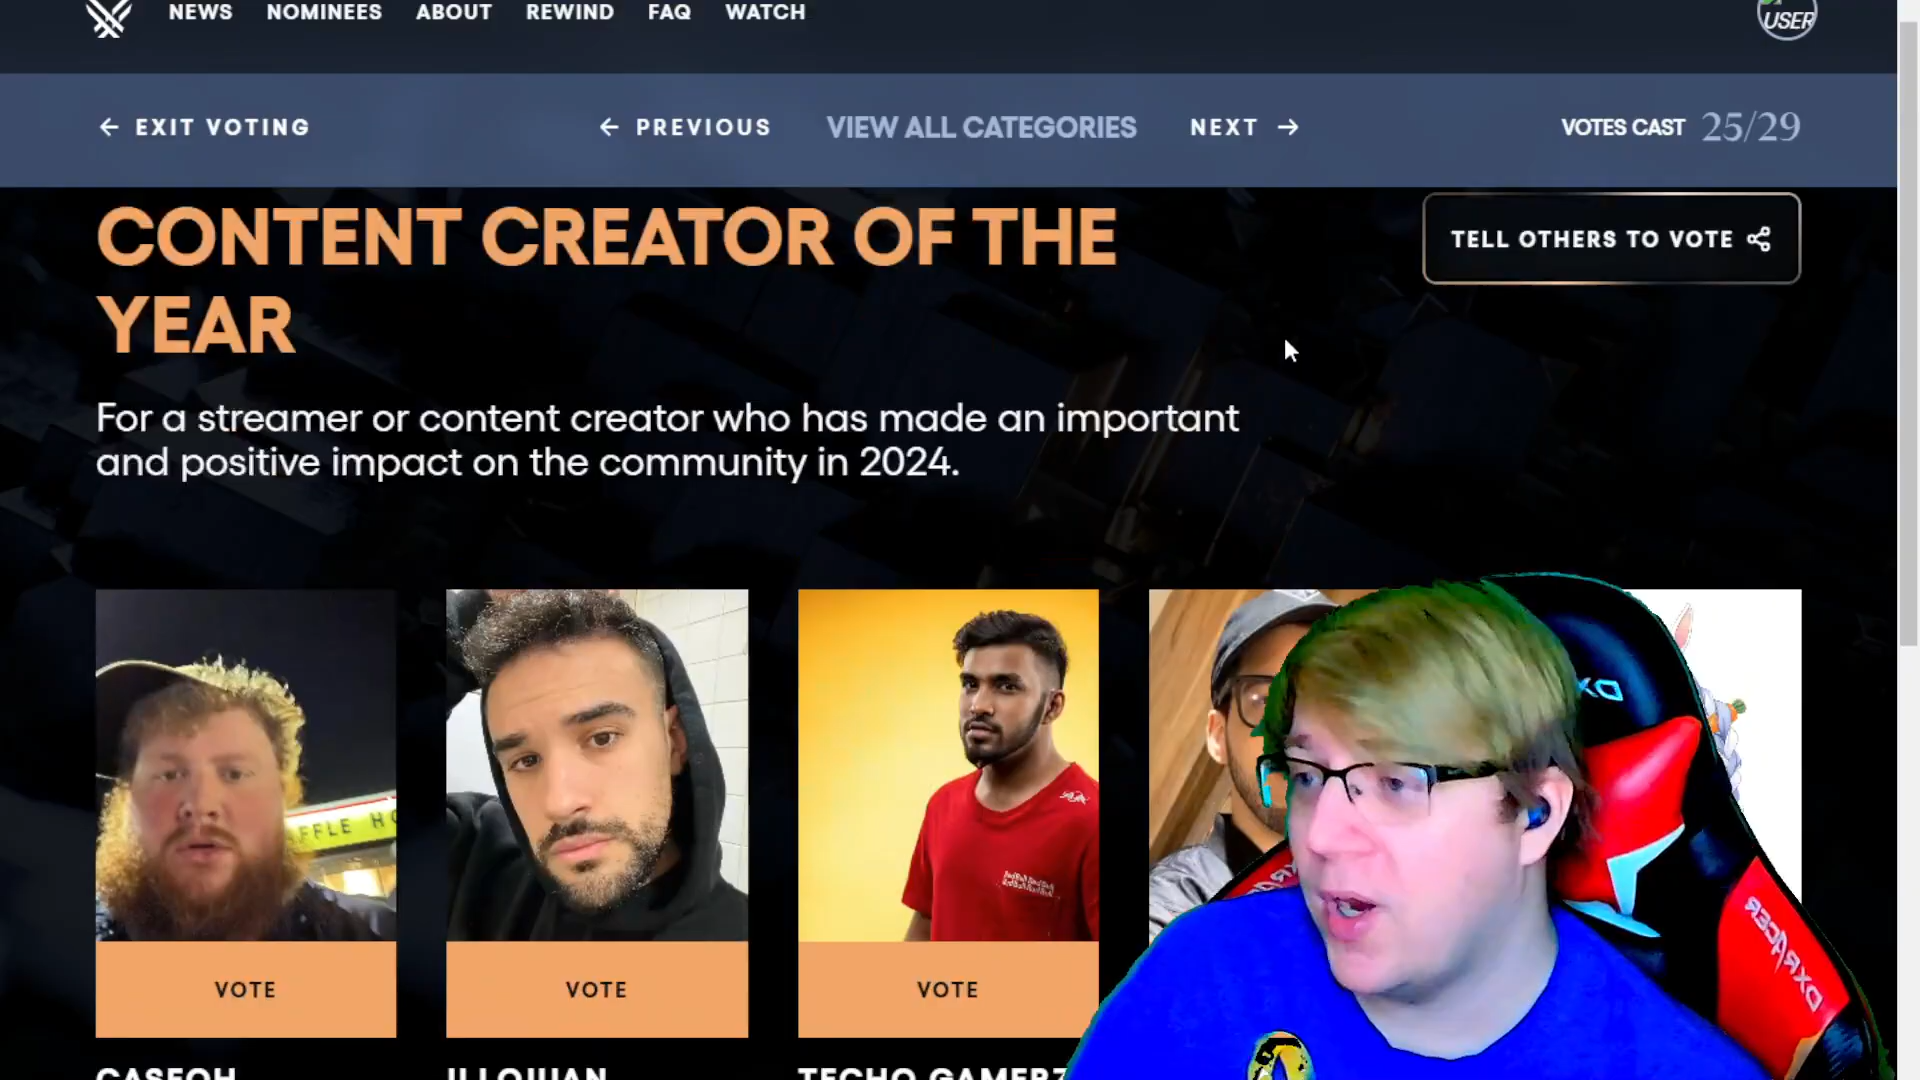 NEWS NOMINEES ABOUT REWIND FAQ WATCH
USER
← EXIT VOTING
← PREVIOUS VIEW ALL CATEGORIES NEXT →
VOTES CAST 25/29
CONTENT CREATOR OF THE
YEAR
TELL OTHERS TO VOTE
For a streamer or content creator who has made an important
and positive impact on the community in 2024.
VOTE
VOTE
VOTE
CASEOH
ILLOJUAN
TECHO GAMERZ
DXRACER